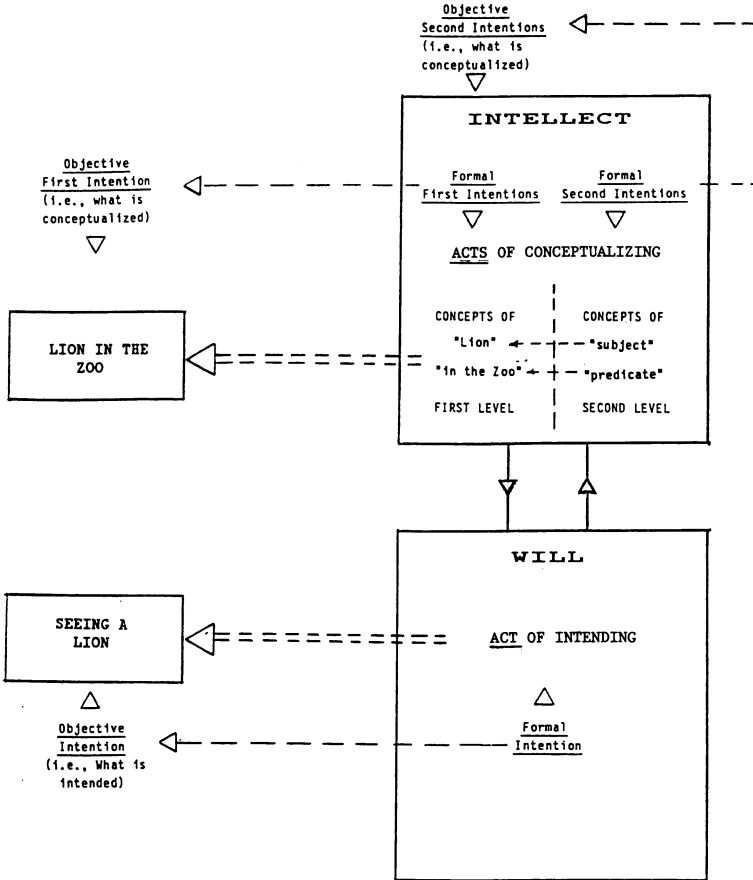 Objective
Second Intentions
(i.e., what is
conceptualized)
INTELLECT
Objective
First Intention
(i.e., what is
conceptualized)
Formal
First Intentions
Formal
Second Intentions
ACTS OF CONCEPTUALIZING
CONCEPTS OF
"Lion"
"in the Zoo"
FIRST LEVEL
CONCEPTS OF
"subject"
"predicate"
SECOND LEVEL
LION IN THE
ZOO
WILL
SEEING A
LION
ACT OF INTENDING
Objective
Intention
(i.e., What is
intended)
Formal
Intention